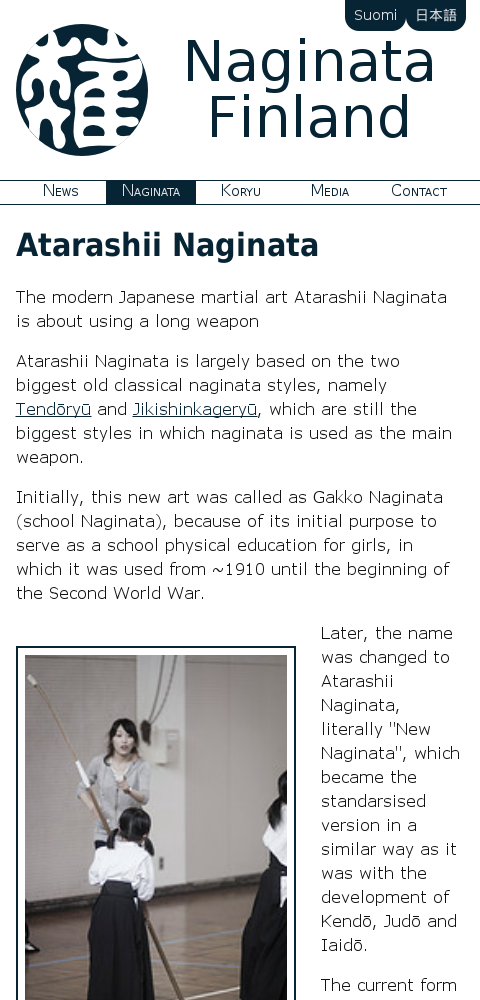 Suomi 日本語
Naginata
Finland
News Naginata Koryu Media Contact
Atarashii Naginata
The modern Japanese martial art Atarashii Naginata
is about using a long weapon
Atarashii Naginata is largely based on the two
biggest old classical naginata styles, namely
Tendōryū and Jikishinkageryū, which are still the
biggest styles in which naginata is used as the main
weapon.
Initially, this new art was called as Gakko Naginata
(school Naginata), because of its initial purpose to
serve as a school physical education for girls, in
which it was used from ~1910 until the beginning of
the Second World War.
Later, the name
was changed to
Atarashii
Naginata,
literally "New
Naginata", which
became the
standarsised
version in a
similar way as it
was with the
development of
Kendō, Judō and
Iaidō.
The current form